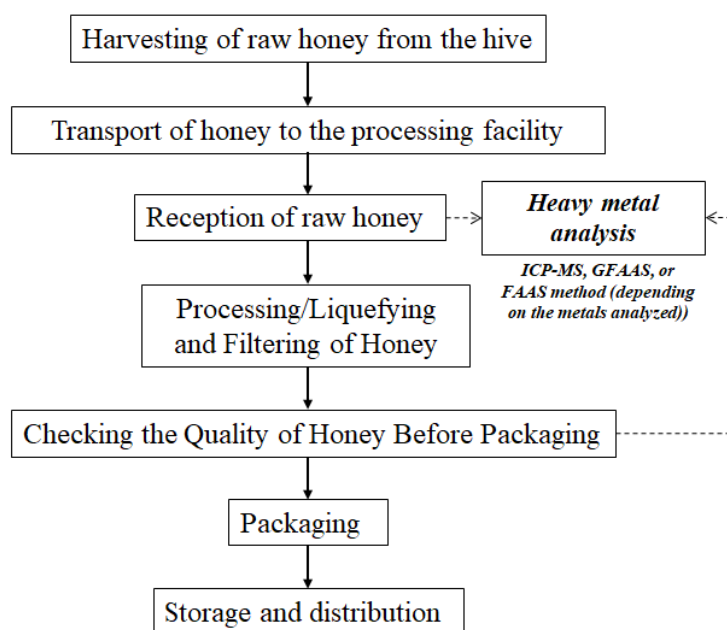 Harvesting of raw honey from the hive
Transport of honey to the processing facility
Reception of raw honey
Heavy metal
analysis
ICP-MS, GFAAS, or
FAAS method (depending
on the metals analyzed))
Processing/Liquefying
and Filtering of Honey
Checking the Quality of Honey Before Packaging
Packaging
Storage and distribution